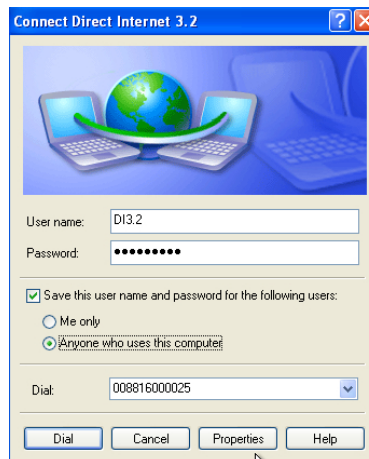 Connect Direct Internet 3.2
User name: DI3.2
Password: •••••••••
Save this user name and password for the following users:
Me only
Anyone who uses this computer
Dial: 008816000025
Dial Cancel Properties Help